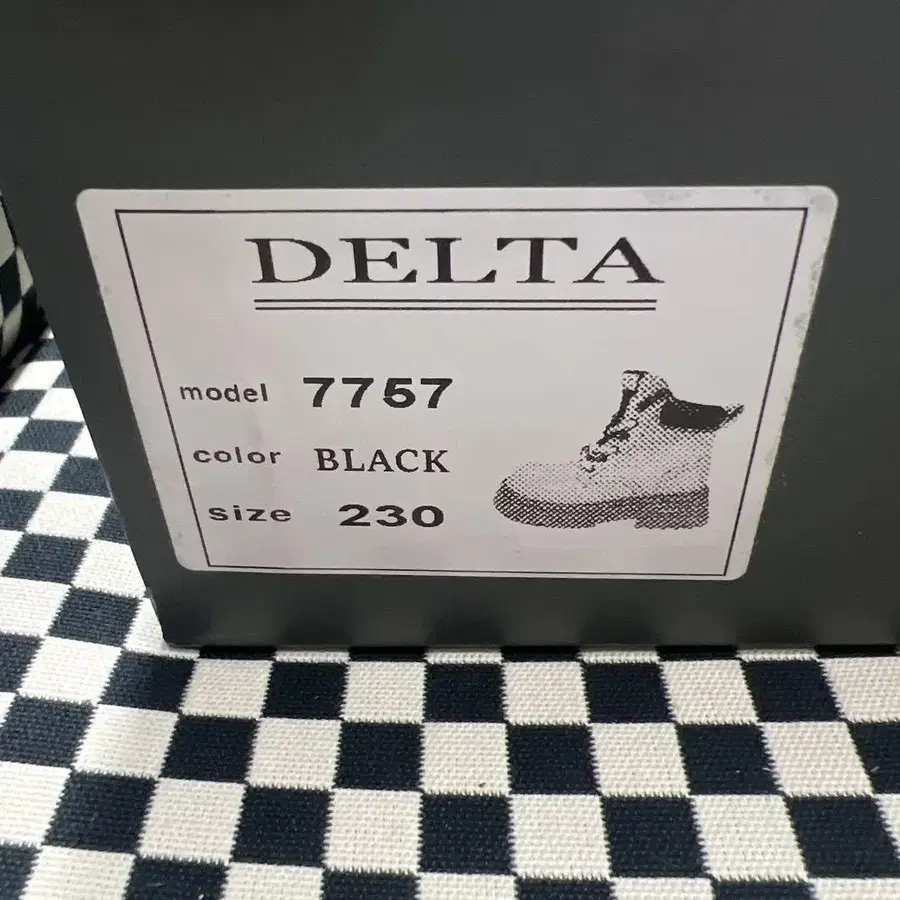 DELTA
model 7757
color BLACK
size 230